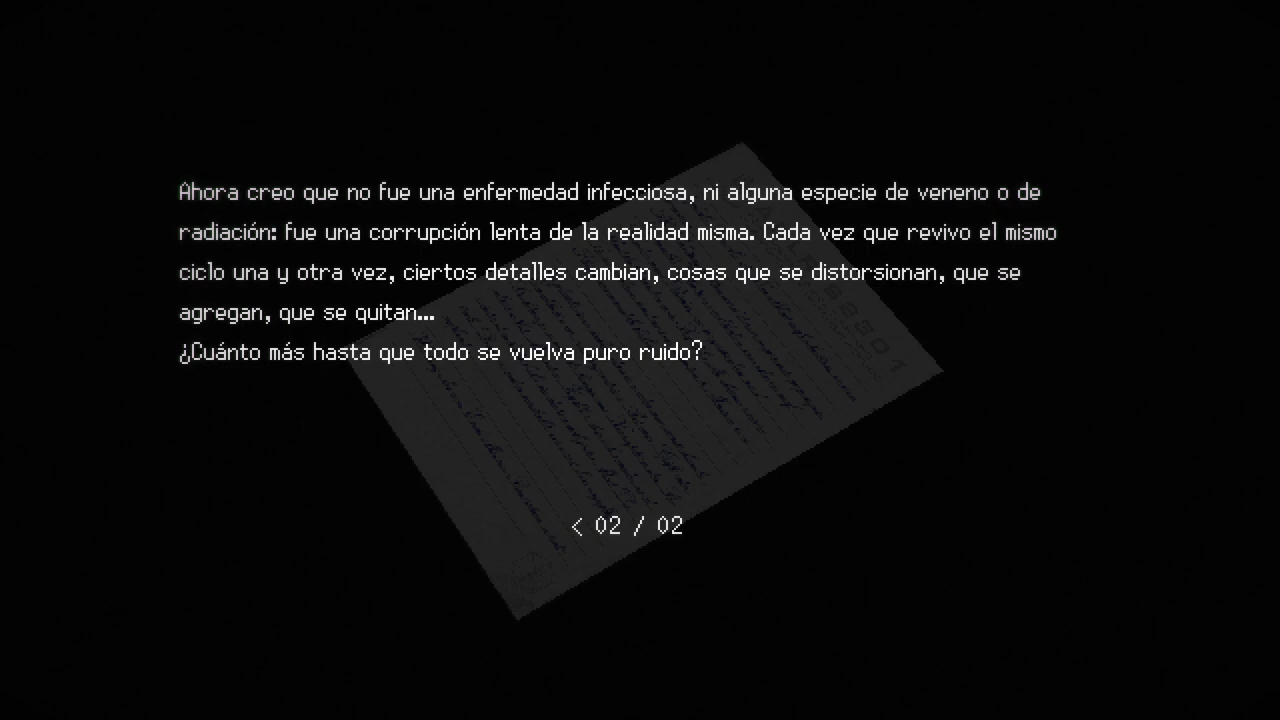 Ahora creo que no fue una enfermedad infecciosa, ni alguna especie de veneno o de
radiación: fue una corrupción lenta de la realidad misma. Cada vez que revivo el mismo
ciclo una y otra vez, ciertos detalles cambian, cosas que se distorsionan, que se
agregan, que se quitan...
¿Cuánto más hasta que todo se vuelva puro ruido?
< 02 / 02